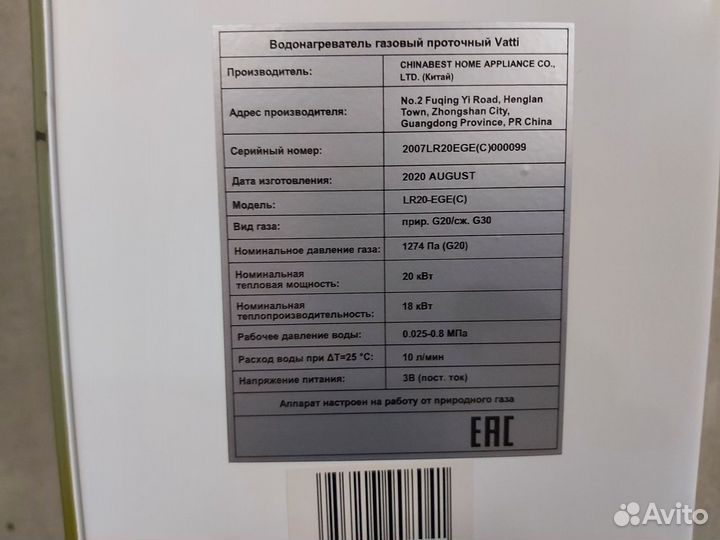 Водонагреватель газовый проточный Vatti
Производитель: CHINABEST HOME APPLIANCE CO.,
LTD. (Китай)
Адрес производителя: No.2 Fuqing Yi Road, Henglan
Town, Zhongshan City,
Guangdong Province, PR China
Серийный номер: 2007LR20EGE(C)000099
Дата изготовления: 2020 AUGUST
Модель: LR20-EGE(C)
Вид газа: прир. G20/сж. G30
Номинальное давление газа: 1274 Па (G20)
Номинальная
тепловая мощность: 20 кВт
Номинальная
теплопроизводительность: 18 кВт
Рабочее давление воды: 0.025-0.8 МПа
Расход воды при ΔT=25 °C: 10 л/мин
Напряжение питания: 3В (пост. ток)
Аппарат настроен на работу от природного газа
EAC
Avito